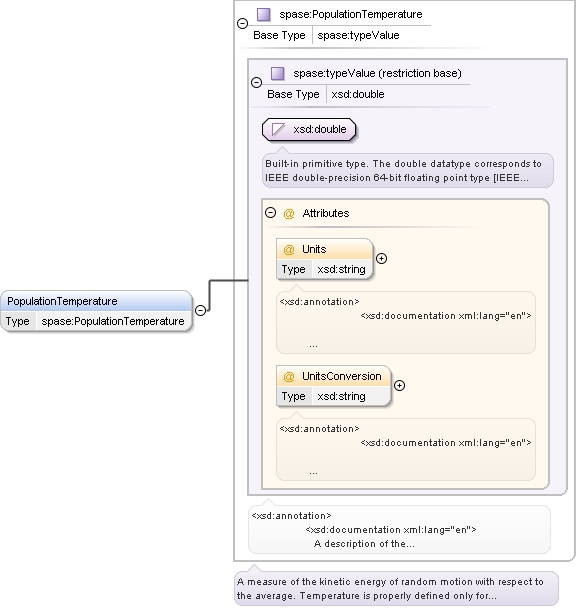 spase:PopulationTemperature
Base Type spase:typeValue
spase:typeValue (restriction base)
Base Type xsd:double
xsd:double
Built-in primitive type. The double datatype corresponds to
IEEE double-precision 64-bit floating point type [IEEE...
@ Attributes
@ Units
Type xsd:string
<xsd:annotation>
<xsd:documentation xml:lang="en">
...
PopulationTemperature
Type spase:PopulationTemperature
@ UnitsConversion
Type xsd:string
<xsd:annotation>
<xsd:documentation xml:lang="en">
...
<xsd:annotation>
<xsd:documentation xml:lang="en">
A description of the...
A measure of the kinetic energy of random motion with respect to
the average. Temperature is properly defined only for...